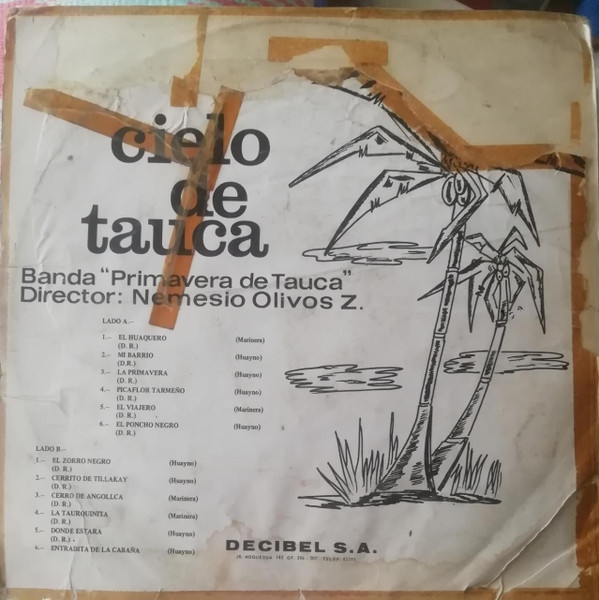 cielo
de
tauca
Banda "Primavera de Tauca"
Director: Nemesio Olivos Z.
LADO A.-
1.- EL HUAQUERO (Marinera)
(D. R.)
2.- MI BARRIO (Huayno)
(D.R.)
3.- LA PRIMAVERA (Huayno)
(D. R.)
4.- PICAFLOR TARMEÑO (Huayno)
(D. R.)
5.- EL VIAJERO (Marinera)
(D. R.)
6.- EL PONCHO NEGRO (Huayno)
(D. R.)
LADO B.-
1.- EL ZORRO NEGRO (Huayno)
(D. R.)
2.- CERRITO DE TILLAKAY (Huayno)
(D. R.)
3.- CERRO DE ANGOLLCA (Marinera)
(D. R.)
4.- LA TAURQUINITA (Marinera)
(D. R.)
5.- DONDE ESTARA (Huayno)
(D. R.)
6.- ENTRADITA DE LA CABAÑA (Huayno)
DECIBEL S.A.